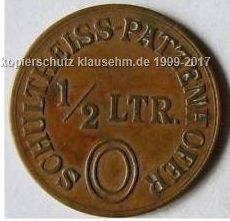 kopierschutz klausehm.de 1999-2017
SCHULTHEISS-PATZENHOFER
1/2 LTR.